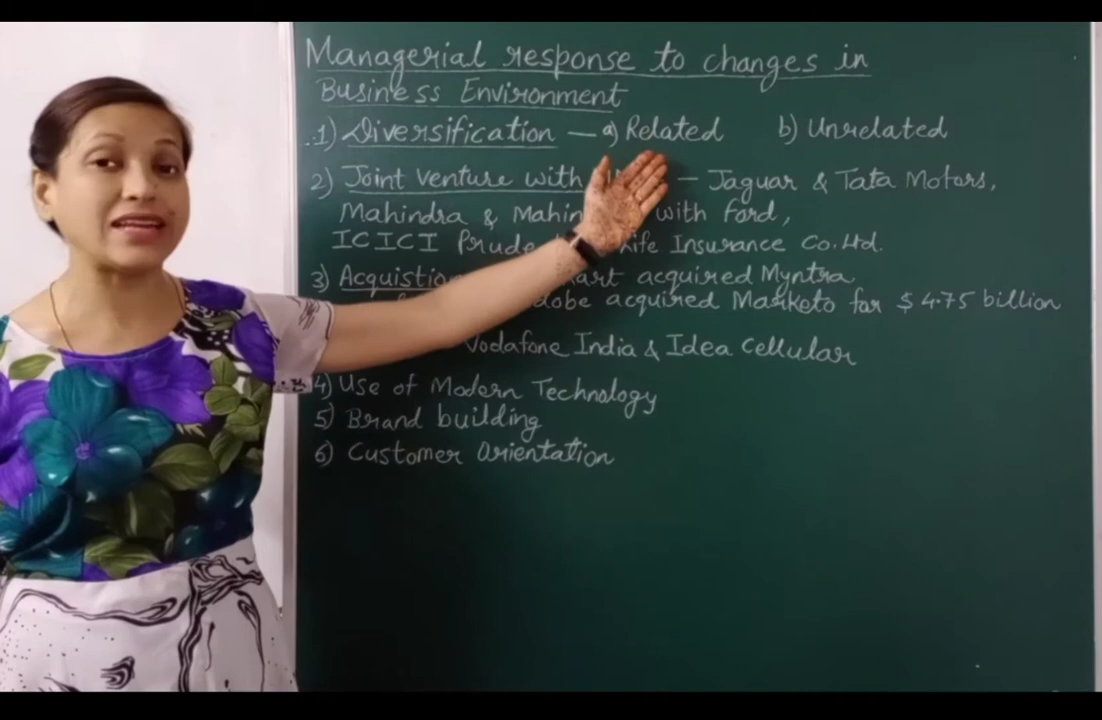 Managerial response to changes in
Business Environment
1) Diversification — a) Related b) Unrelated
2) Joint venture with — Jaguar & Tata Motors,
Mahindra & Mahin with Ford,
ICICI Prude Life Insurance Co. Ltd.
3) Acquistio kart acquired Myntra
dobe acquired Marketo for $ 4.75 billion
Vodafone India & Idea Cellular
4) Use of Modern Technology
5) Brand building
6) Customer Orientation